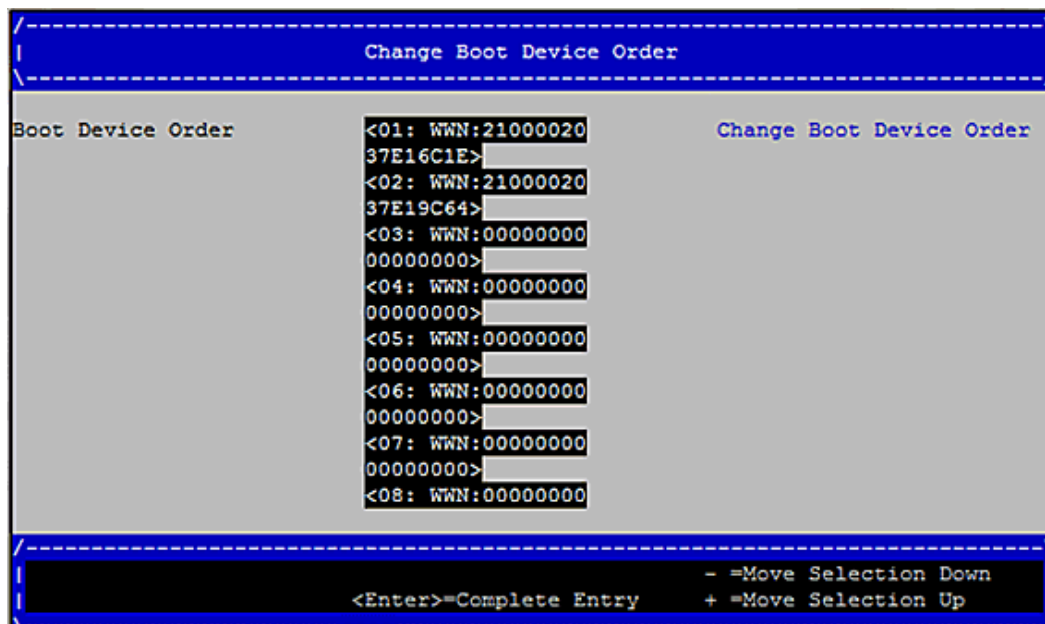 /------------------------------------------------------------------------------
| Change Boot Device Order
\------------------------------------------------------------------------------/
Boot Device Order <01: WWN:21000020 Change Boot Device Order
37E16C1E>
<02: WWN:21000020
37E19C64>
<03: WWN:00000000
00000000>
<04: WWN:00000000
00000000>
<05: WWN:00000000
00000000>
<06: WWN:00000000
00000000>
<07: WWN:00000000
00000000>
<08: WWN:00000000
/------------------------------------------------------------------------------
| - =Move Selection Down
| <Enter>=Complete Entry + =Move Selection Up
\